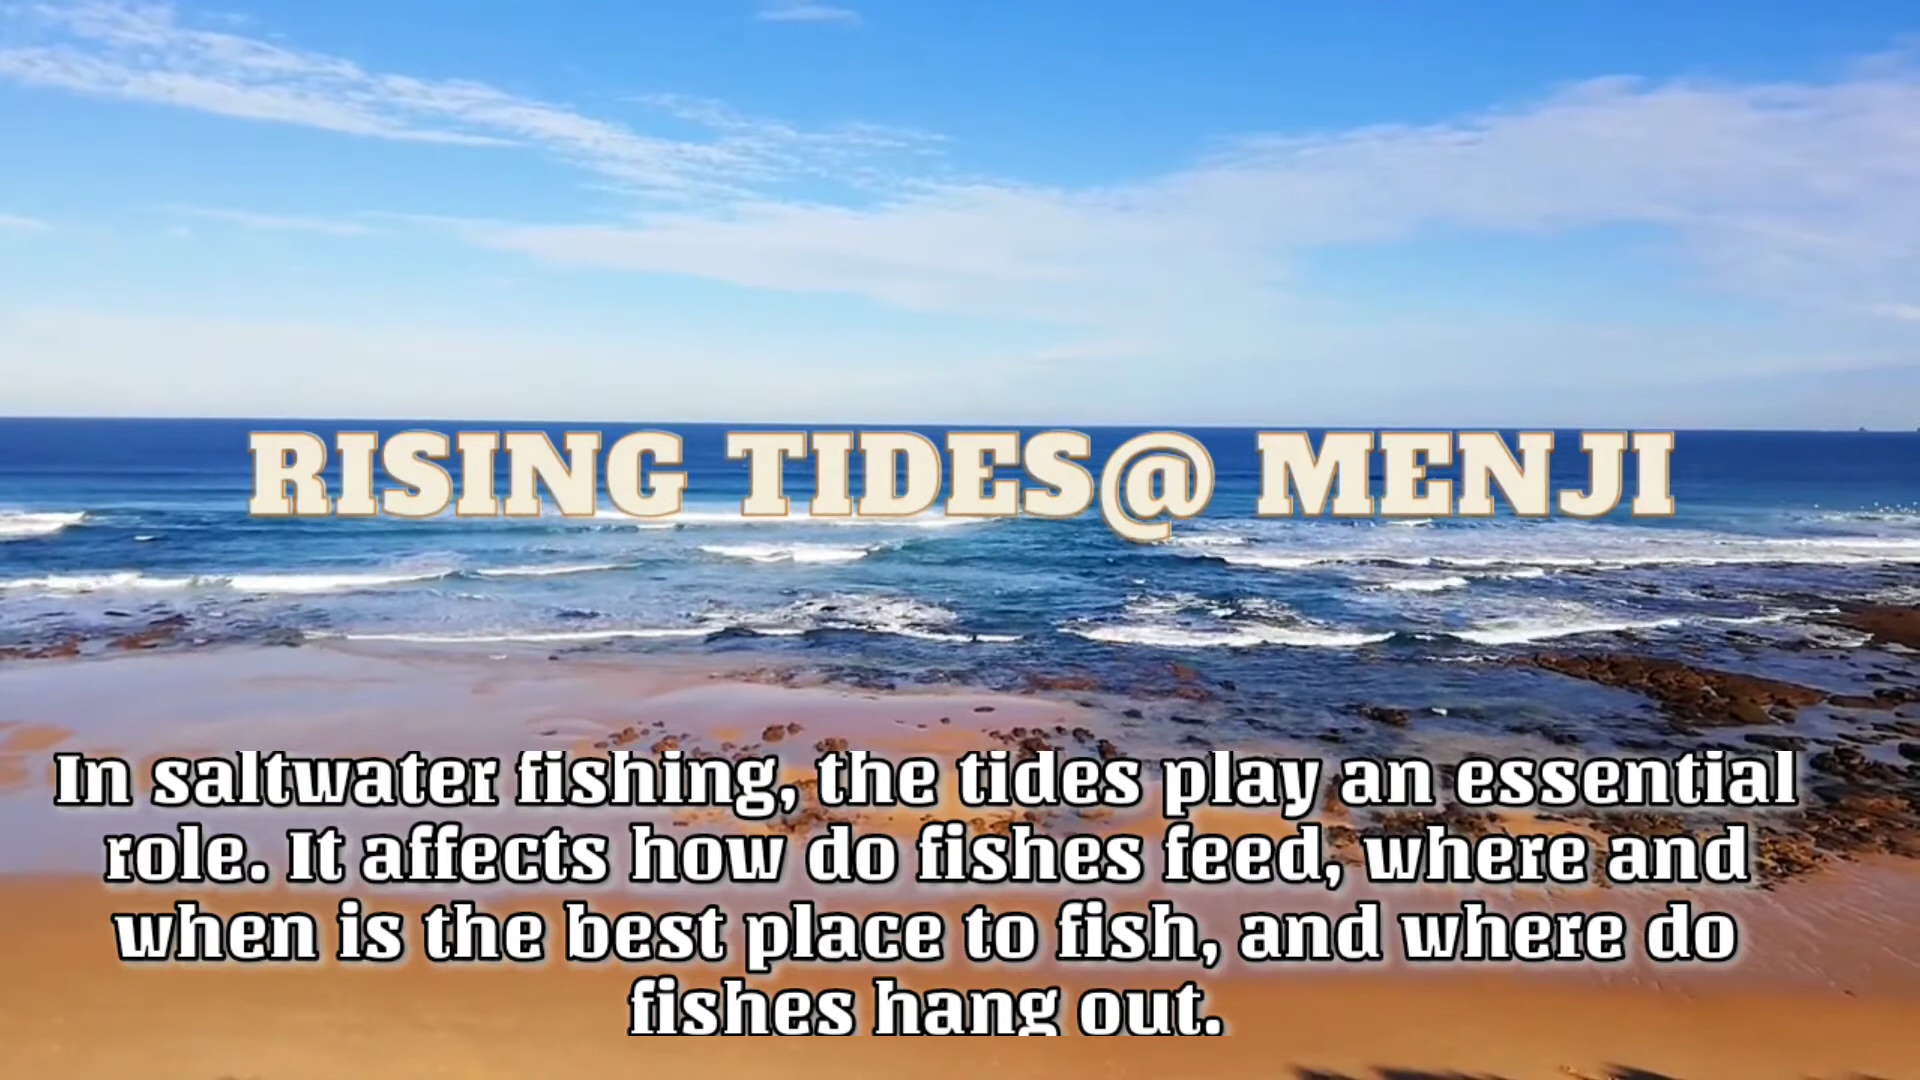 RISING TIDES@ MENJI
In saltwater fishing, the tides play an essential
role. It affects how do fishes feed, where and
when is the best place to fish, and where do
fishes hang out.